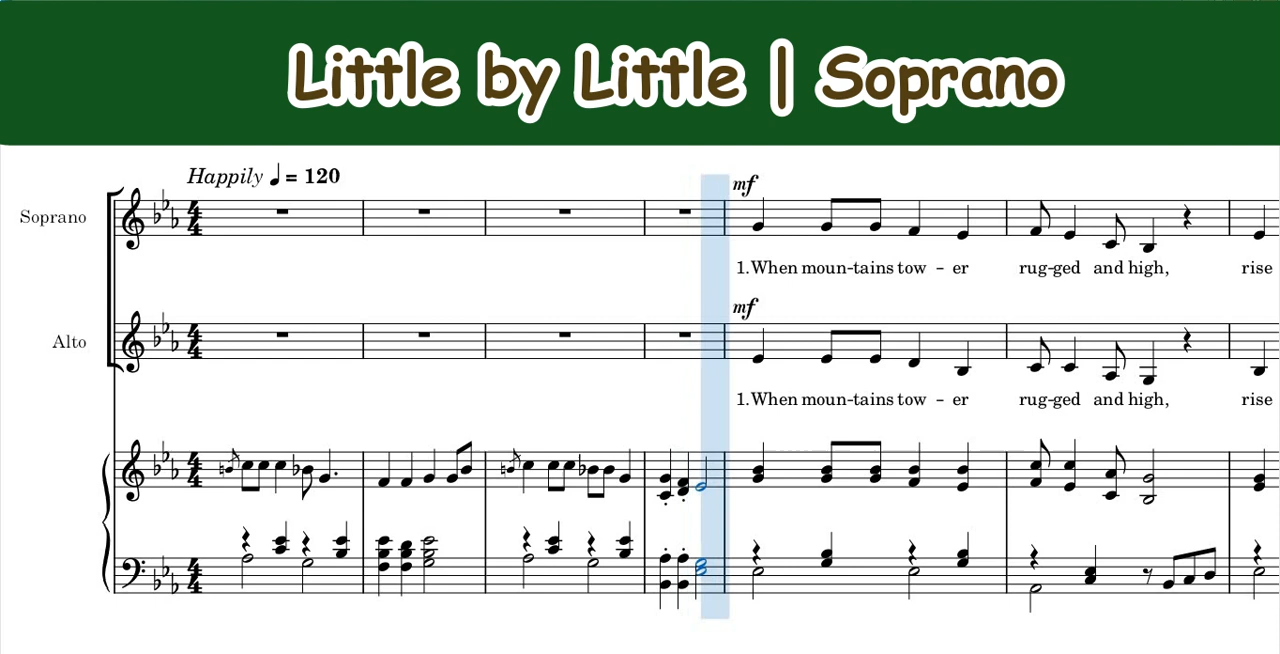 Little by Little | Soprano
Happily ♩ = 120
Soprano
mf
1.When moun-tains tow - er rug-ged and high, rise
Alto
mf
1.When moun-tains tow - er rug-ged and high, rise